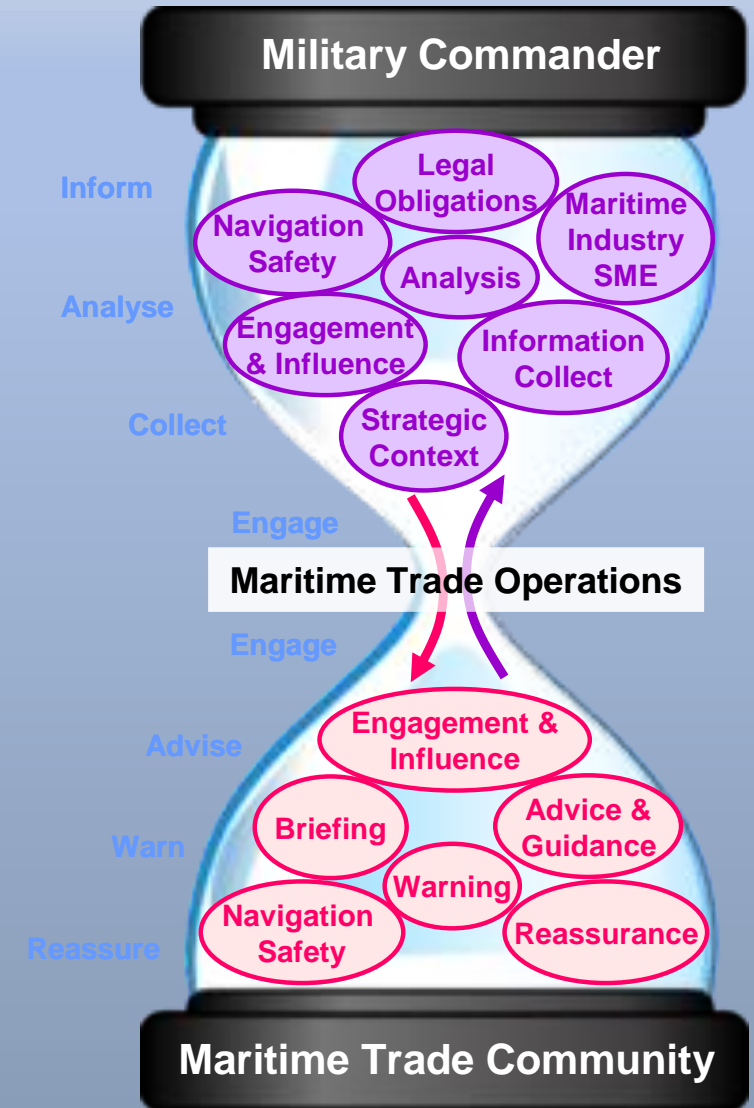 Military Commander
Inform
Legal
Obligations
Maritime
Industry
SME
Navigation
Safety
Analysis
Analyse
Engagement
& Influence
Information
Collect
Collect
Strategic
Context
Engage
Maritime Trade Operations
Engage
Engagement &
Influence
Advise
Briefing
Advice &
Guidance
Warn
Warning
Navigation
Safety
Reassurance
Reassure
Maritime Trade Community